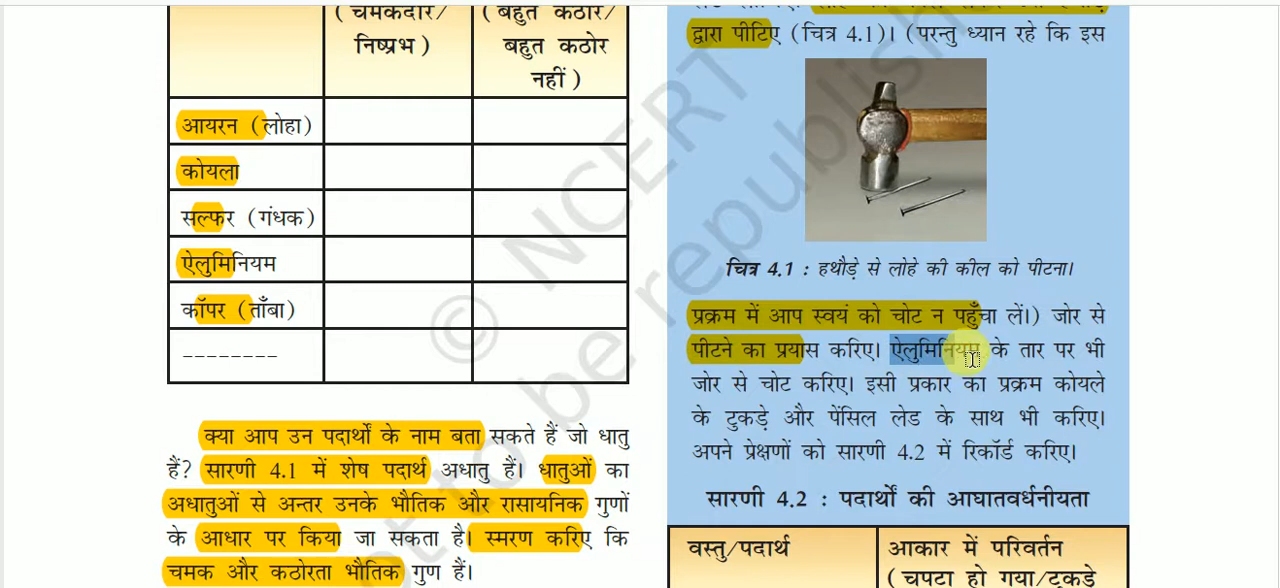 (चमकदार/
निष्प्रभ)
(बहुत कठोर/
बहुत कठोर
नहीं)
आयरन (लोहा)
कोयला
सल्फर (गंधक)
ऐलुमिनियम
कॉपर (ताँबा)
--------
क्या आप उन पदार्थों के नाम बता सकते हैं जो धातु
हैं? सारणी 4.1 में शेष पदार्थ अधातु हैं। धातुओं का
अधातुओं से अन्तर उनके भौतिक और रासायनिक गुणों
के आधार पर किया जा सकता है। स्मरण करिए कि
चमक और कठोरता भौतिक गुण हैं।
द्वारा पीटिए (चित्र 4.1)। (परन्तु ध्यान रहे कि इस
चित्र 4.1 : हथौड़े से लोहे की कील को पीटना।
प्रक्रम में आप स्वयं को चोट न पहुँचा लें।) जोर से
पीटने का प्रयास करिए। ऐलुमिनियम के तार पर भी
जोर से चोट करिए। इसी प्रकार का प्रक्रम कोयले
के टुकड़े और पेंसिल लेड के साथ भी करिए।
अपने प्रेक्षणों को सारणी 4.2 में रिकॉर्ड करिए।
सारणी 4.2 : पदार्थों की आघातवर्धनीयता
वस्तु/पदार्थ
आकार में परिवर्तन
(चपटा हो गया/टुकड़े
© NCERT
be republish